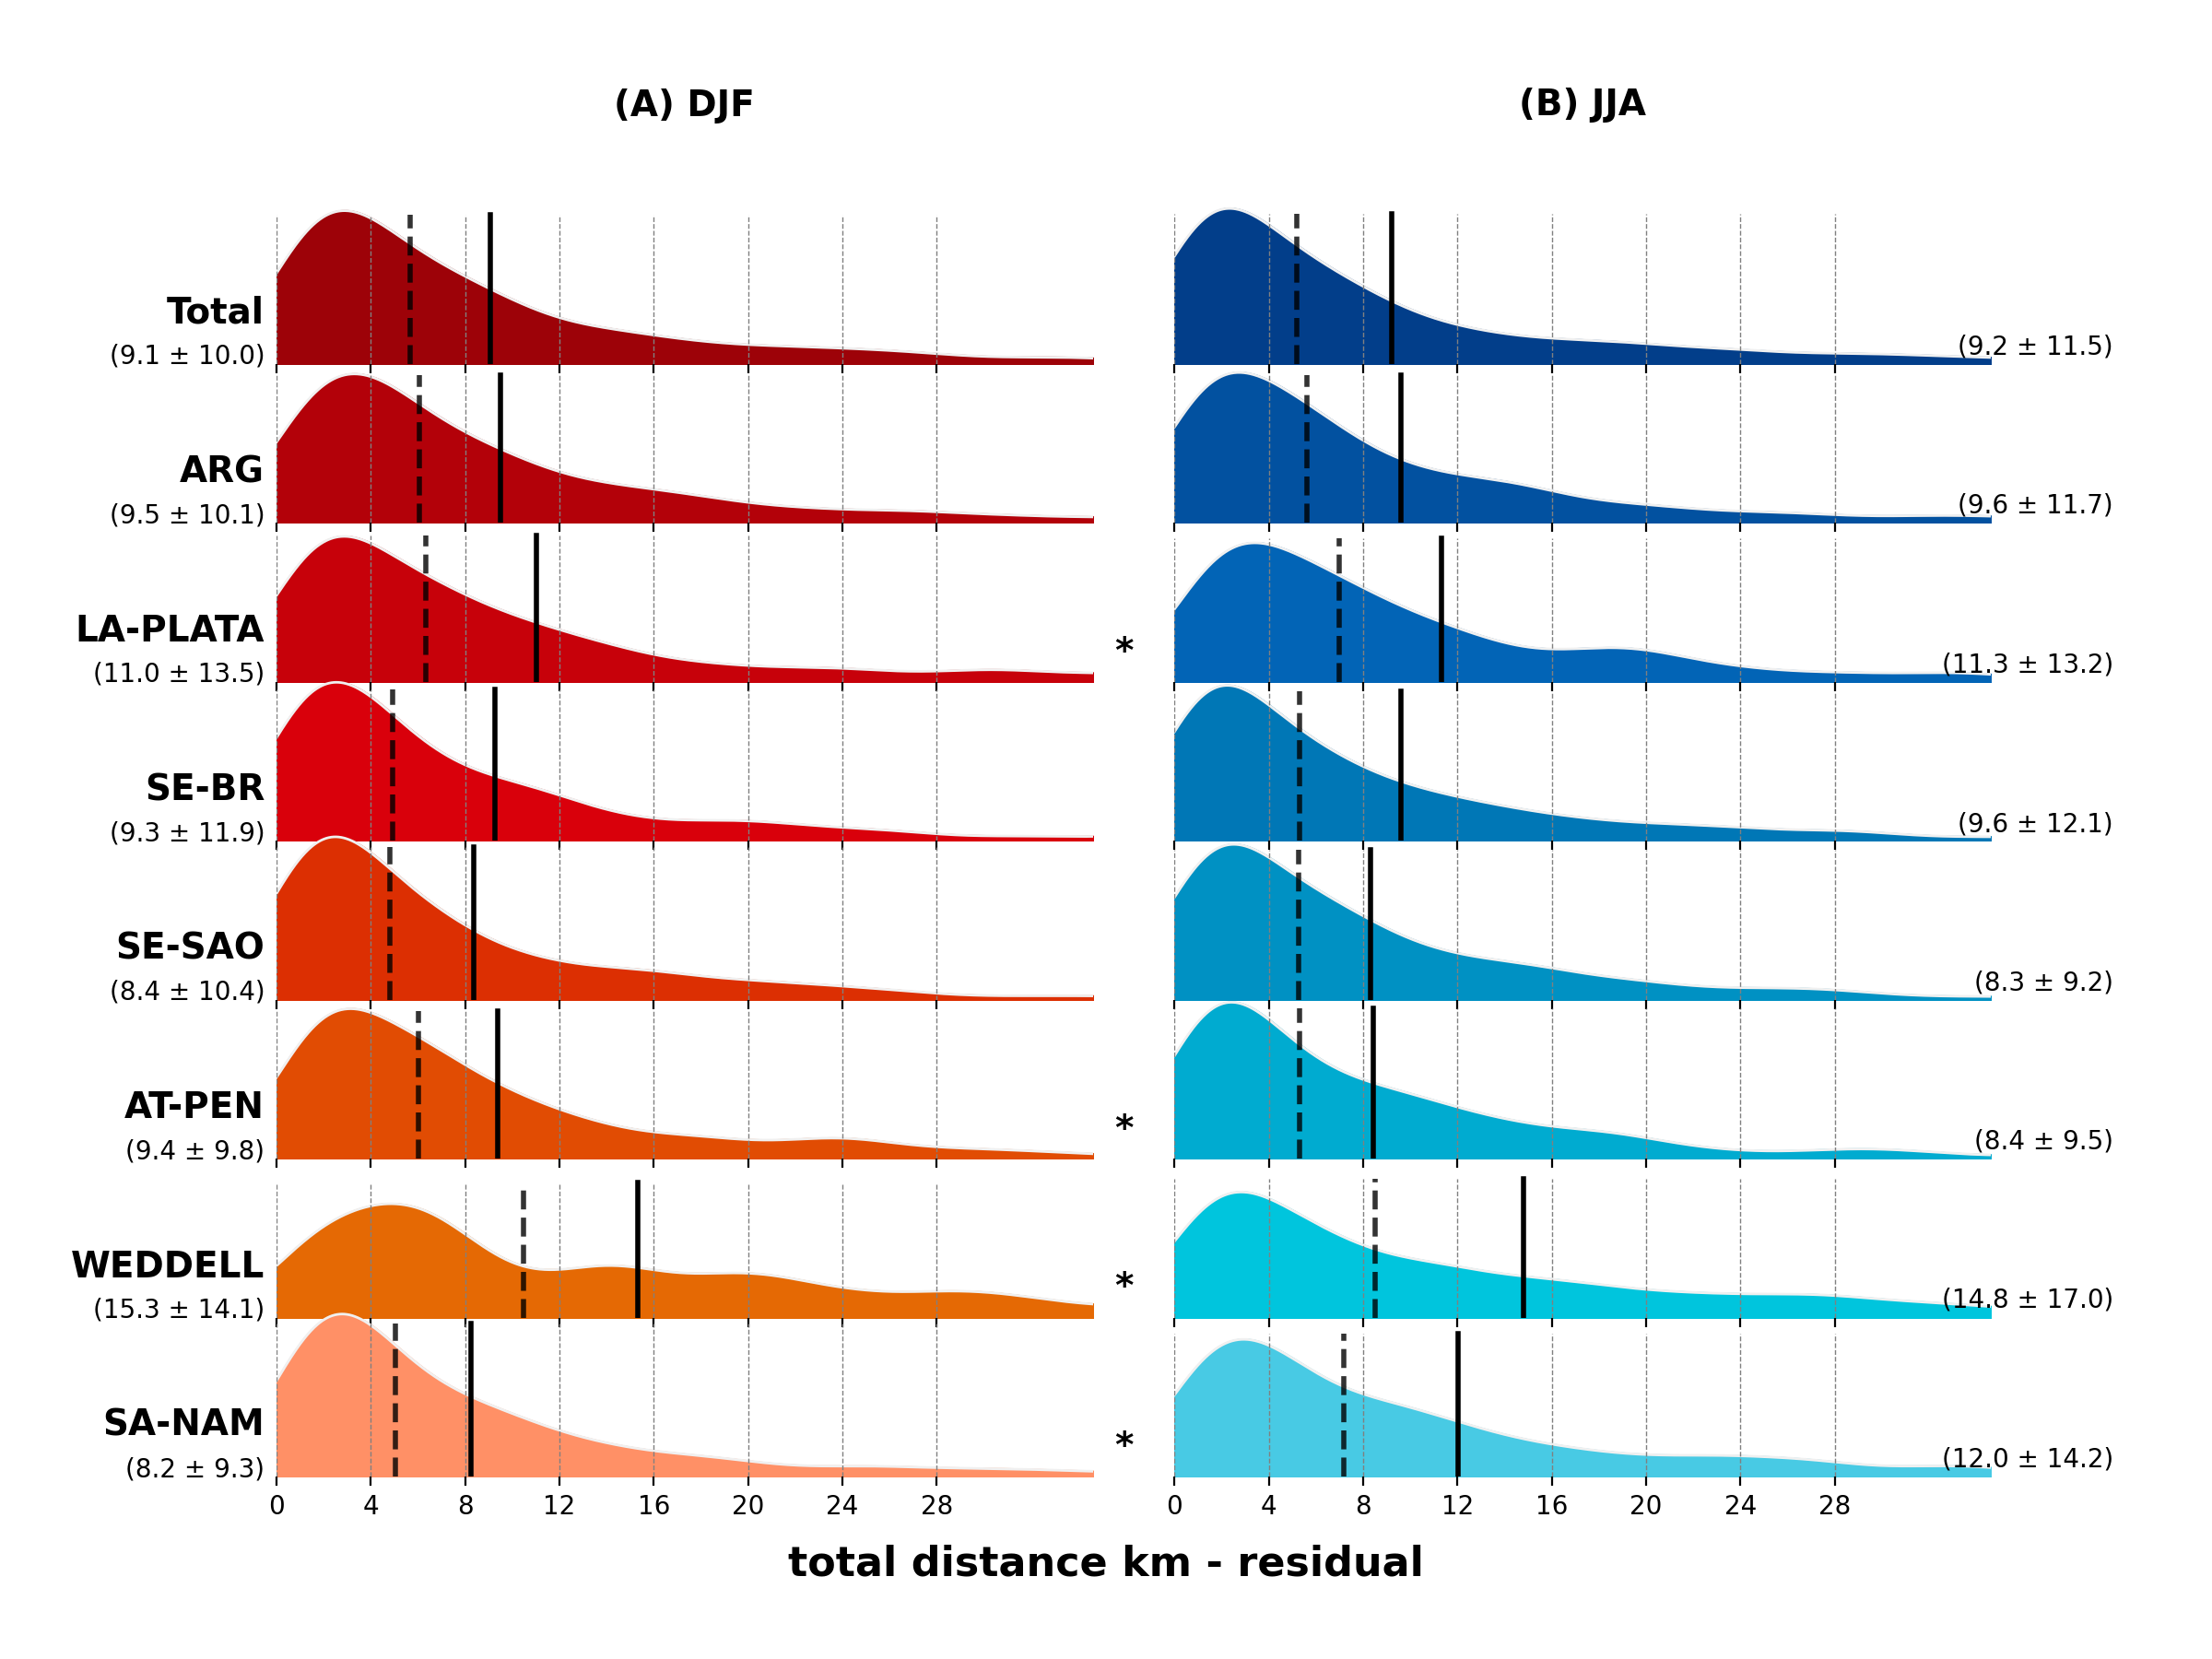 (A) DJF
(B) JJA
Total
(9.1 ± 10.0)
(9.2 ± 11.5)
ARG
(9.5 ± 10.1)
(9.6 ± 11.7)
LA-PLATA
(11.0 ± 13.5)
*
(11.3 ± 13.2)
SE-BR
(9.3 ± 11.9)
(9.6 ± 12.1)
SE-SAO
(8.4 ± 10.4)
(8.3 ± 9.2)
AT-PEN
(9.4 ± 9.8)
*
(8.4 ± 9.5)
WEDDELL
(15.3 ± 14.1)
*
(14.8 ± 17.0)
SA-NAM
(8.2 ± 9.3)
*
(12.0 ± 14.2)
0 4 8 12 16 20 24 28
0 4 8 12 16 20 24 28
total distance km - residual